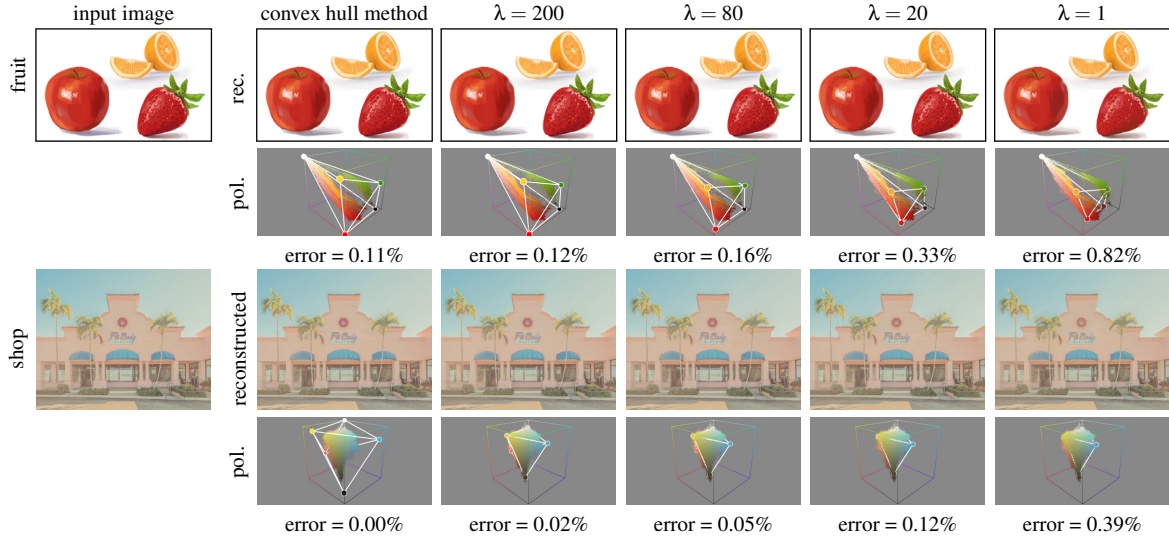 input image convex hull method λ = 200 λ = 80 λ = 20 λ = 1
fruit
rec.
pol.
error = 0.11% error = 0.12% error = 0.16% error = 0.33% error = 0.82%
shop
reconstructed
pol.
error = 0.00% error = 0.02% error = 0.05% error = 0.12% error = 0.39%